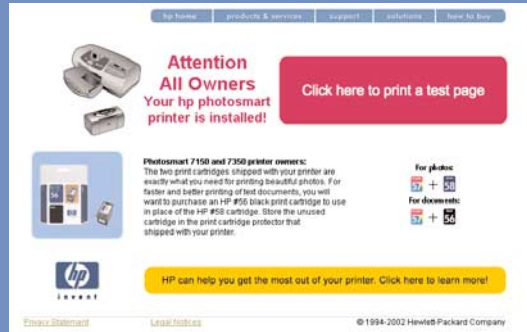 hp home products & services support solutions how to buy
Attention
All Owners
Your hp photosmart
printer is installed!
Click here to print a test page
Photosmart 7150 and 7350 printer owners:
The two print cartridges shipped with your printer are
exactly what you need for printing beautiful photos. For
faster and better printing of text documents, you will
want to purchase an HP #56 black print cartridge to use
in place of the HP #58 cartridge. Store the unused
cartridge in the print cartridge protector that
shipped with your printer.
For photos:
57 + 58
For documents:
57 + 56
56
hp
invent
HP can help you get the most out of your printer. Click here to learn more!
Privacy Statement Legal Notices © 1994-2002 Hewlett-Packard Company